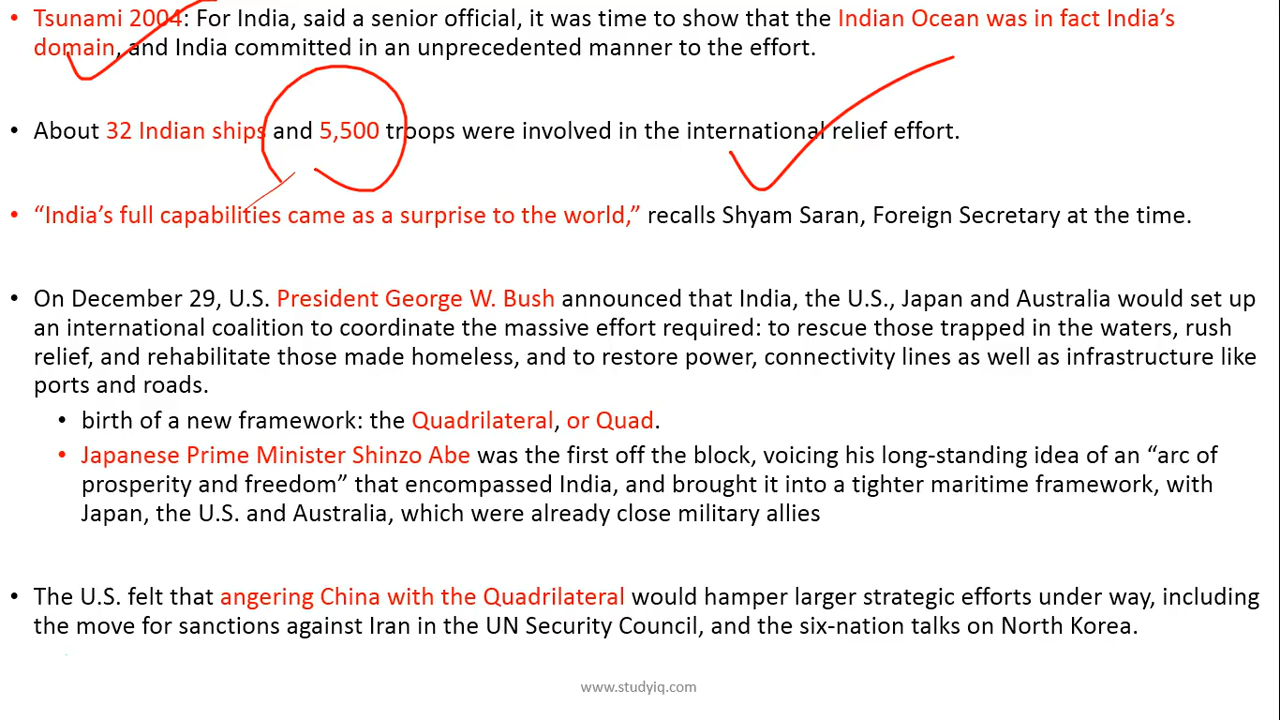 • Tsunami 2004: For India, said a senior official, it was time to show that the Indian Ocean was in fact India’s
domain, and India committed in an unprecedented manner to the effort.
• About 32 Indian ships and 5,500 troops were involved in the international relief effort.
• “India’s full capabilities came as a surprise to the world,” recalls Shyam Saran, Foreign Secretary at the time.
• On December 29, U.S. President George W. Bush announced that India, the U.S., Japan and Australia would set up
an international coalition to coordinate the massive effort required: to rescue those trapped in the waters, rush
relief, and rehabilitate those made homeless, and to restore power, connectivity lines as well as infrastructure like
ports and roads.
• birth of a new framework: the Quadrilateral, or Quad.
• Japanese Prime Minister Shinzo Abe was the first off the block, voicing his long-standing idea of an “arc of
prosperity and freedom” that encompassed India, and brought it into a tighter maritime framework, with
Japan, the U.S. and Australia, which were already close military allies
• The U.S. felt that angering China with the Quadrilateral would hamper larger strategic efforts under way, including
the move for sanctions against Iran in the UN Security Council, and the six-nation talks on North Korea.
www.studyiq.com